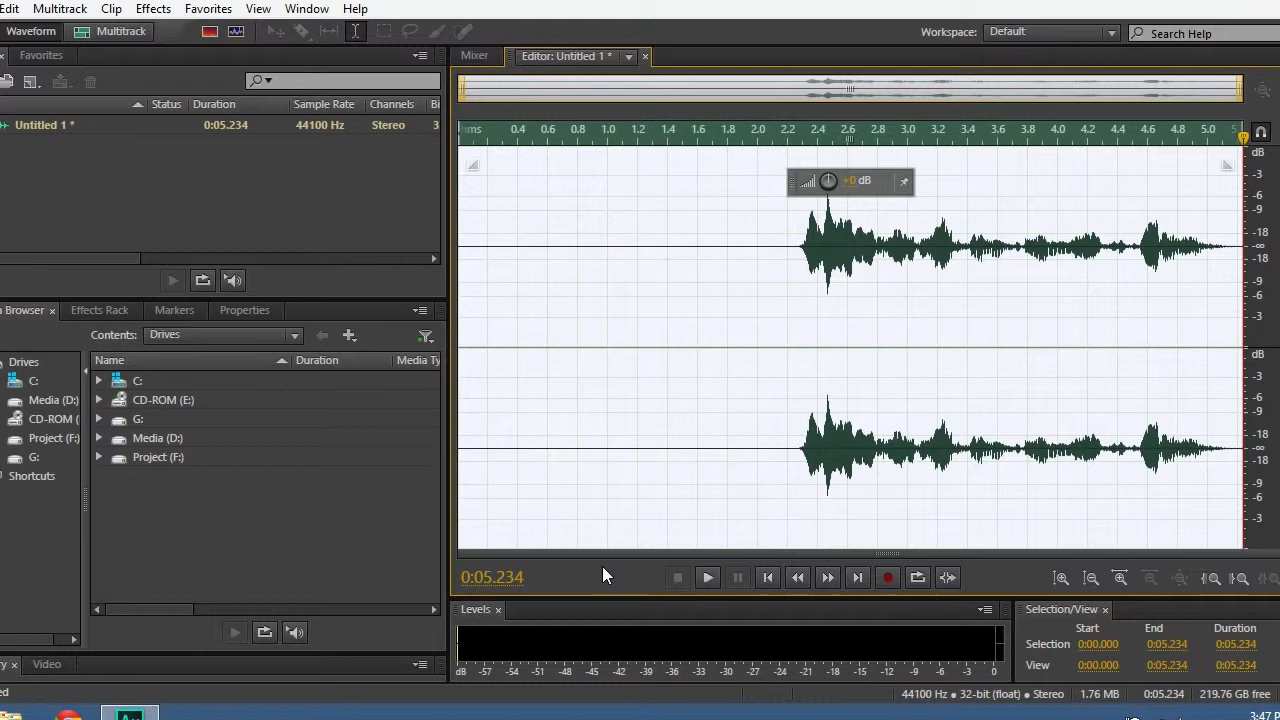 Edit Multitrack Clip Effects Favorites View Window Help
Waveform Multitrack Workspace: Default Search Help
Favorites Mixer Editor: Untitled 1 *
Status Duration Sample Rate Channels Bi
Untitled 1 * 0:05.234 44100 Hz Stereo 3
hms 0.4 0.6 0.8 1.0 1.2 1.4 1.6 1.8 2.0 2.2 2.4 2.6 2.8 3.0 3.2 3.4 3.6 3.8 4.0 4.2 4.4 4.6 4.8 5.0 5
dB
-3
+0 dB
-6
-9
-18
-∞
-18
-9
-6
-3
Browser Effects Rack Markers Properties
Contents: Drives
Drives Name Duration Media Ty
C: C:
Media (D:) CD-ROM (E:)
CD-ROM ( G:
Project (F:) Media (D:)
G: Project (F:)
Shortcuts
dB
-3
-6
-9
-18
-∞
-18
-9
-6
-3
0:05.234
Levels Selection/View
Start End Duration
Selection 0:00.000 0:05.234 0:05.234
View 0:00.000 0:05.234 0:05.234
dB -57 -54 -51 -48 -45 -42 -39 -36 -33 -30 -27 -24 -21 -18 -15 -12 -9 -6 -3 0
Video
44100 Hz • 32-bit (float) • Stereo 1.76 MB 0:05.234 219.76 GB free
Au 3:47 P